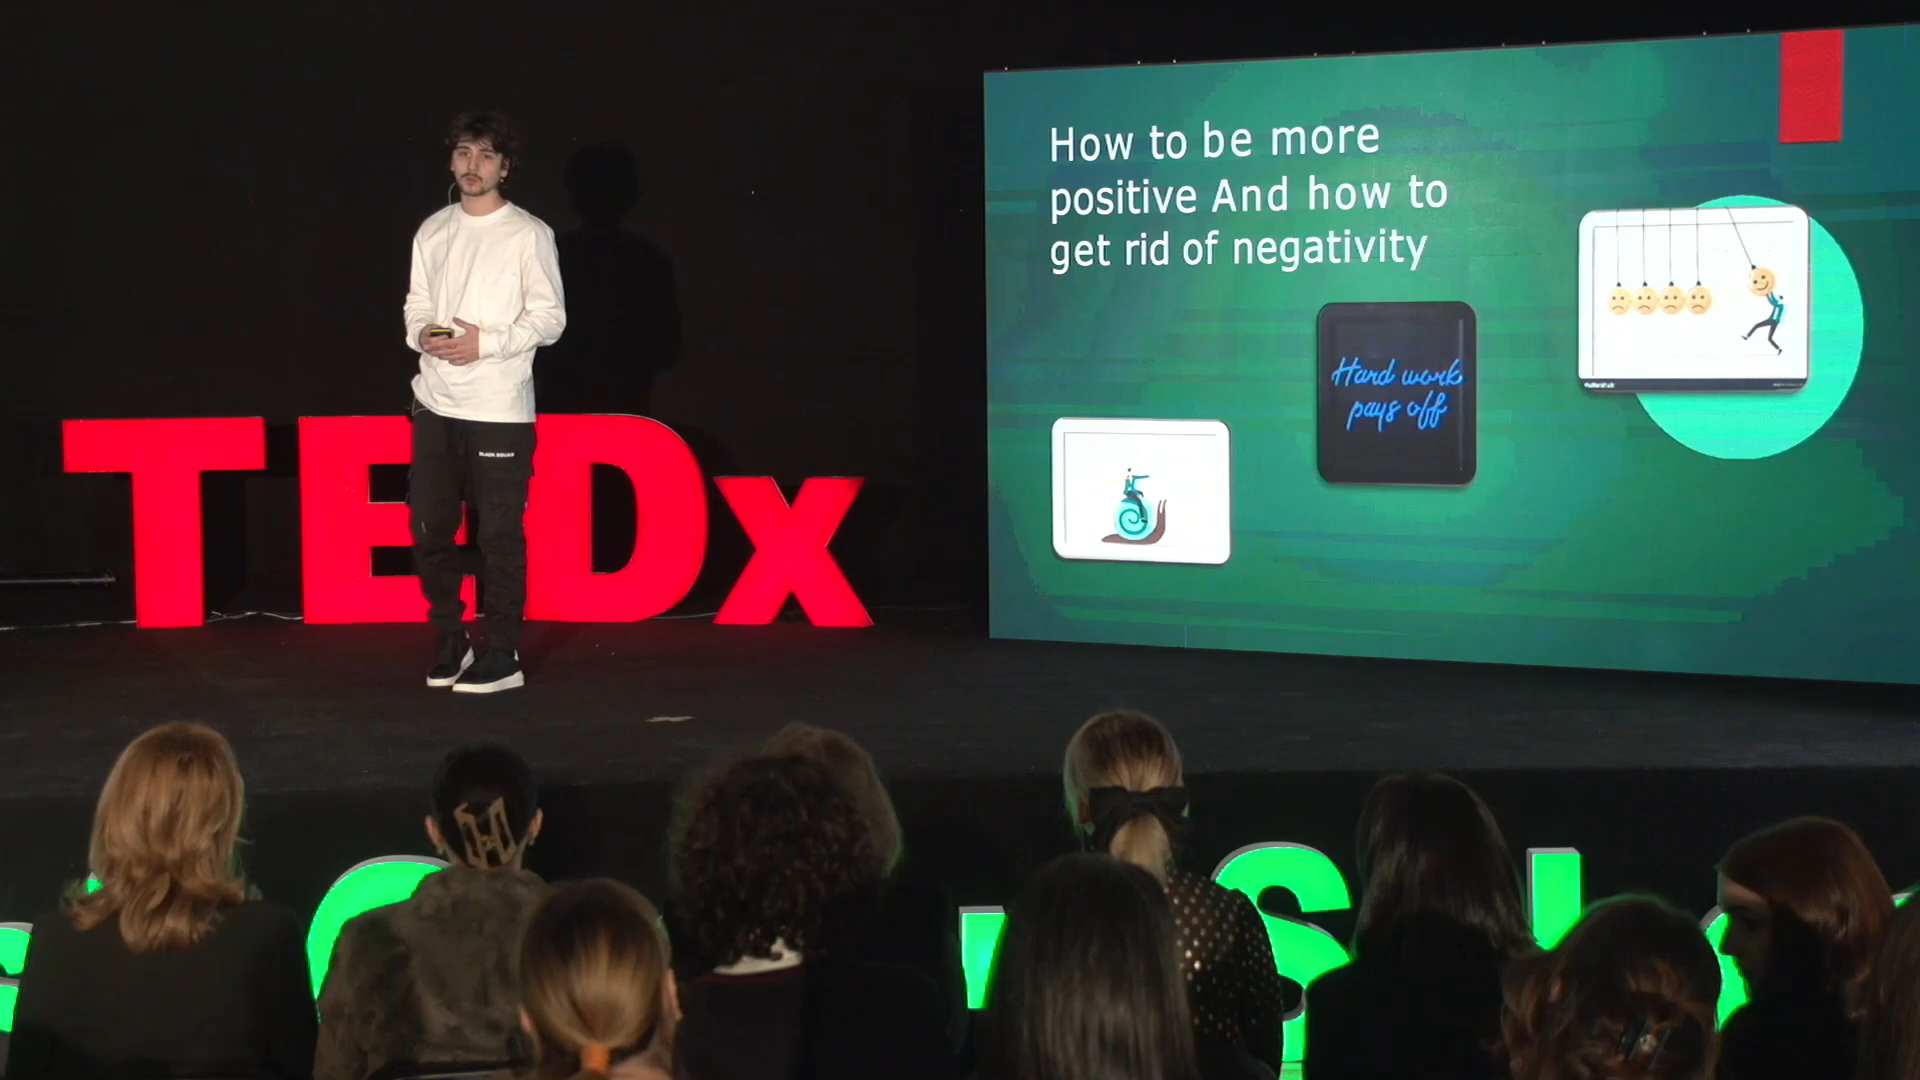 TEDx
How to be more
positive And how to
get rid of negativity
Hard work
pays off